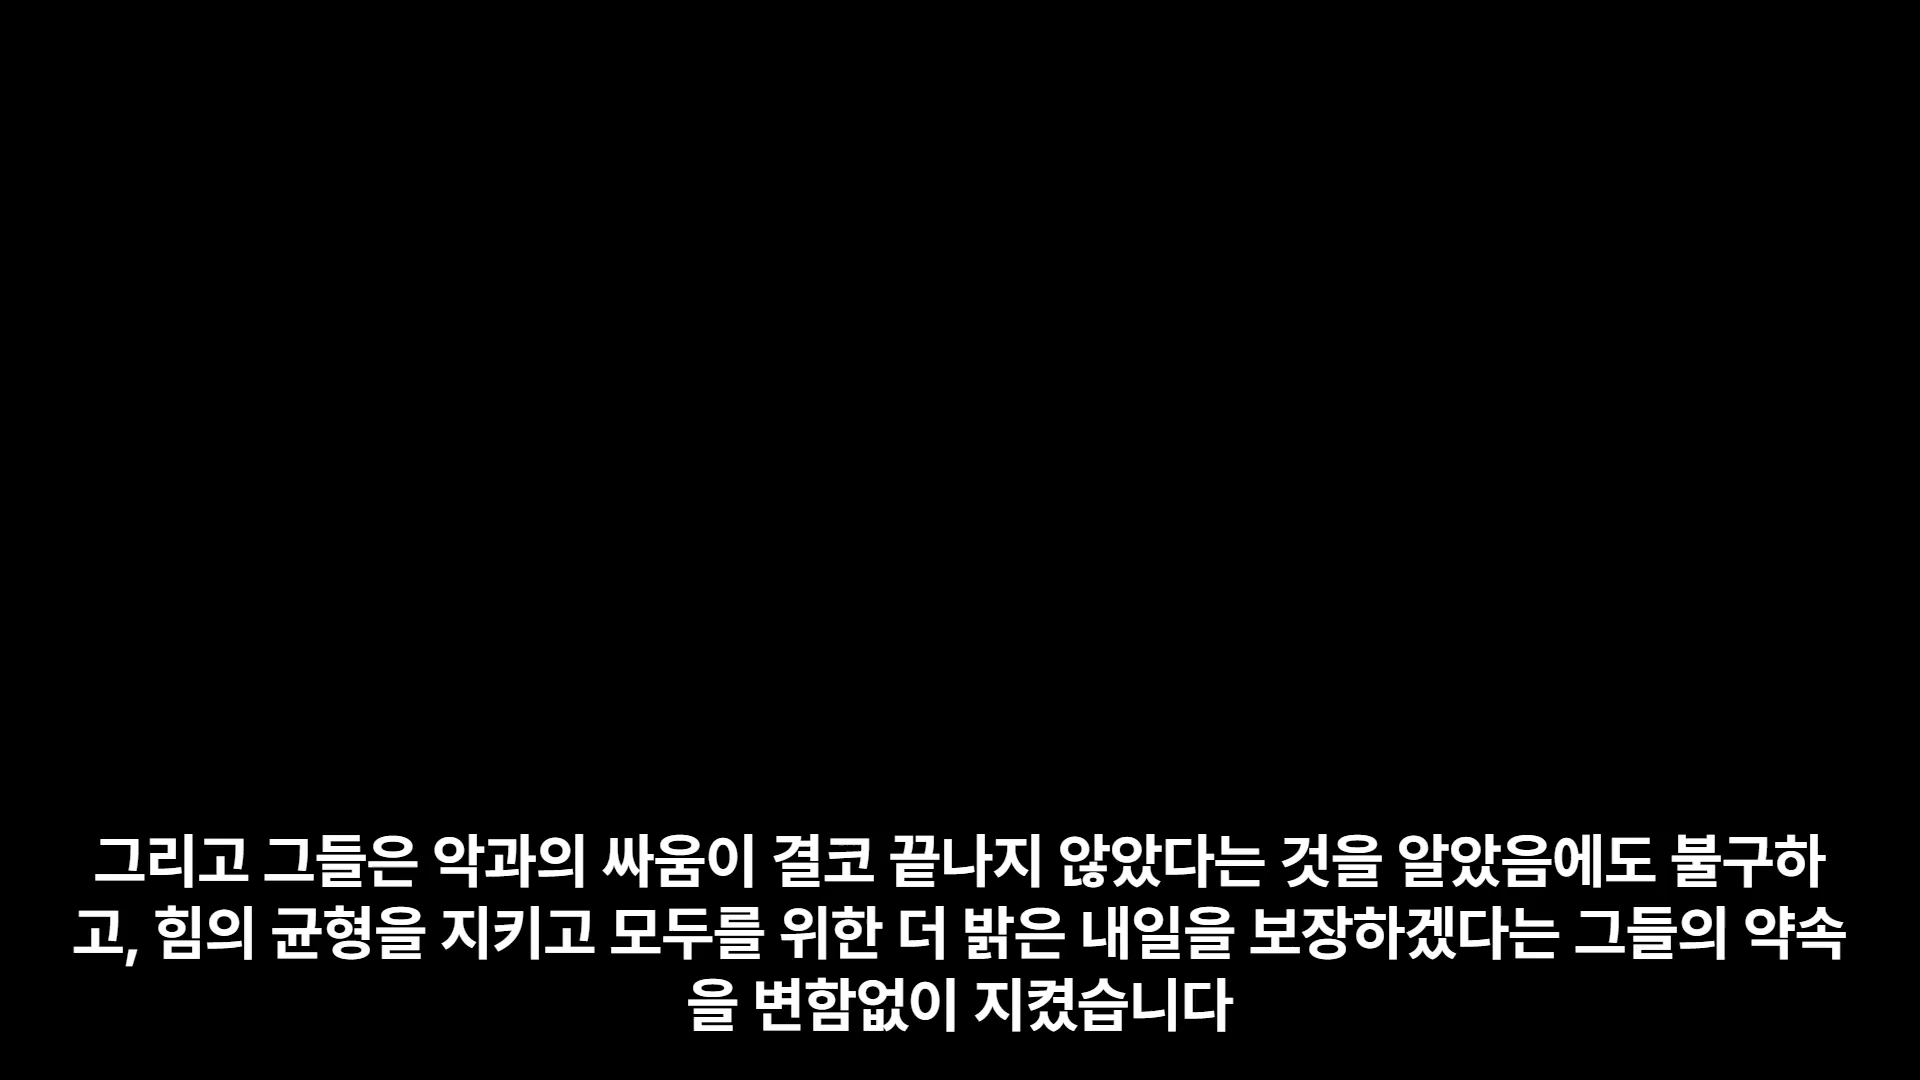 그리고 그들은 악과의 싸움이 결코 끝나지 않았다는 것을 알았음에도 불구하
고, 힘의 균형을 지키고 모두를 위한 더 밝은 내일을 보장하겠다는 그들의 약속
을 변함없이 지켰습니다